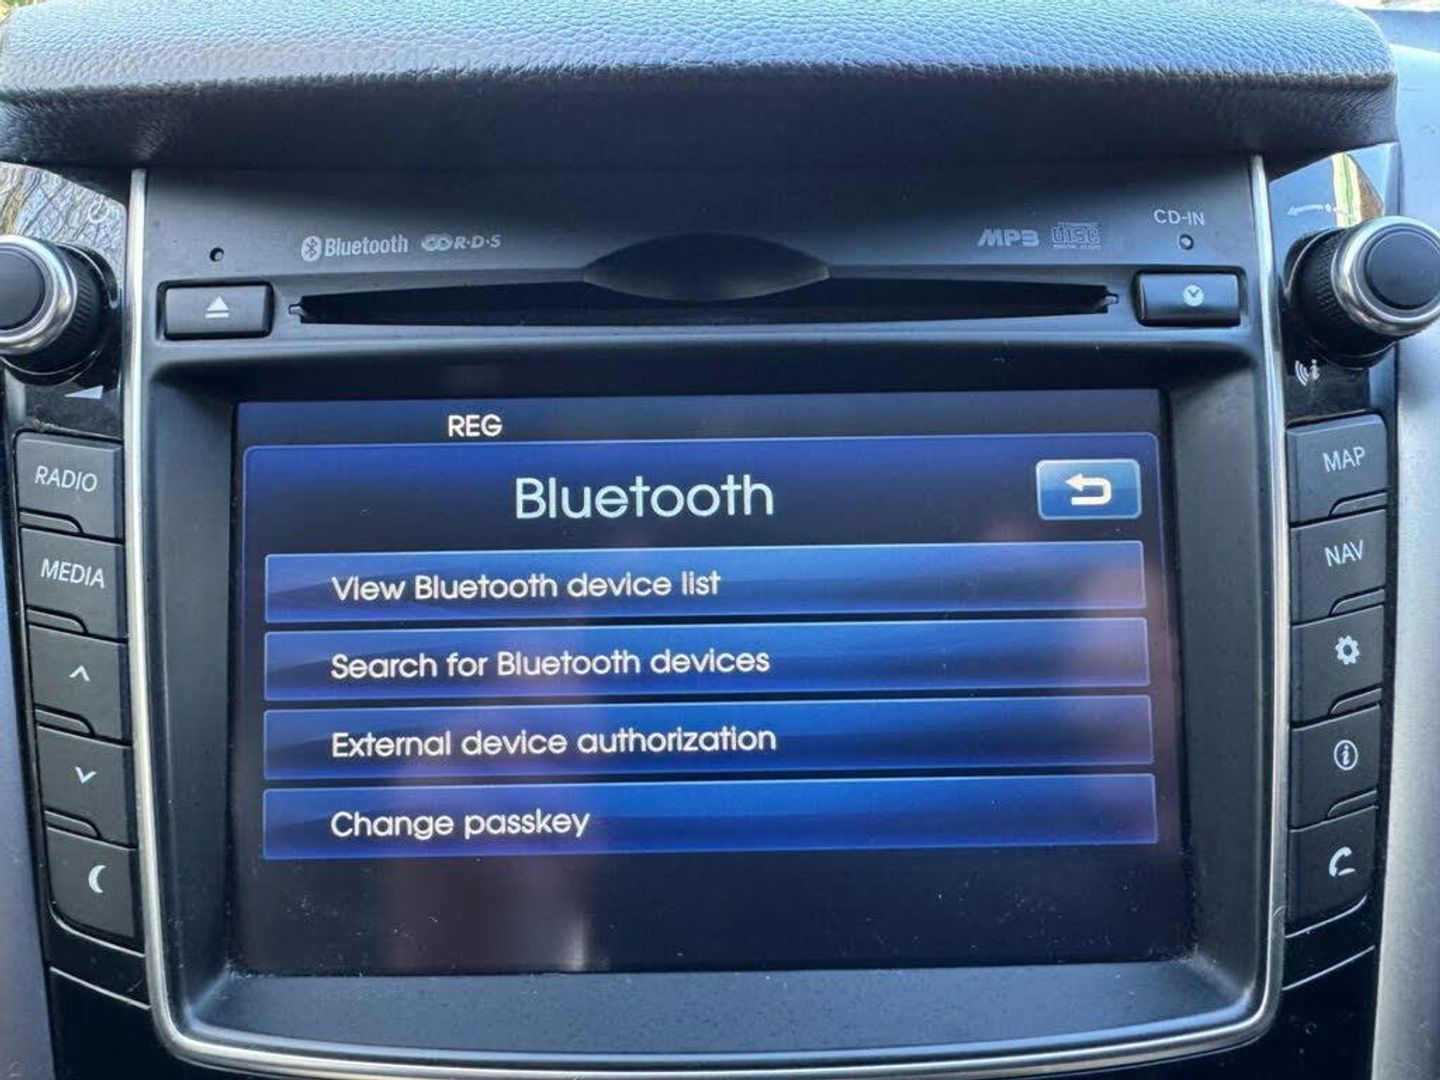 Bluetooth R·D·S
MP3 disc
CD-IN
RADIO
MEDIA
REG
Bluetooth
View Bluetooth device list
Search for Bluetooth devices
External device authorization
Change passkey
MAP
NAV